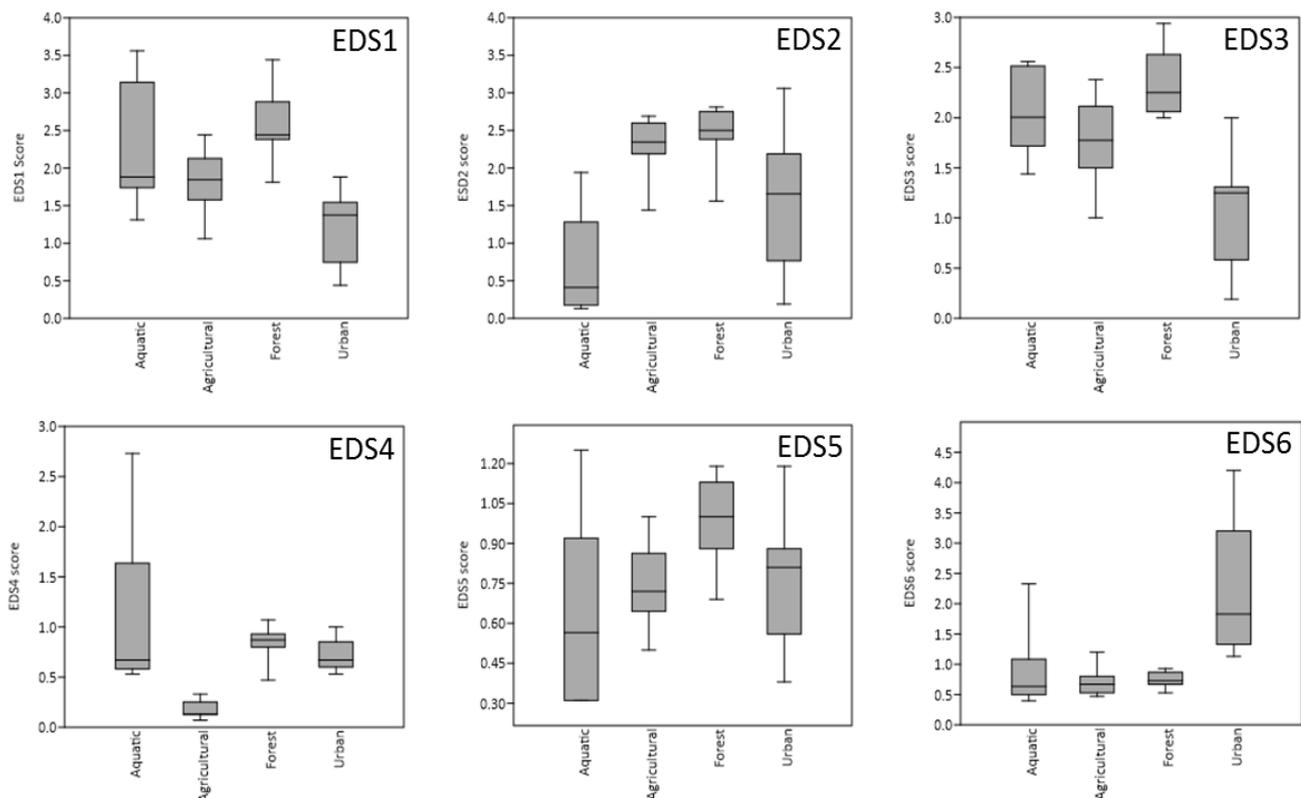 EDS1
EDS1 Score
4.0
3.5
3.0
2.5
2.0
1.5
1.0
0.5
0.0
Aquatic
Agricultural
Forest
Urban
EDS2
ESD2 score
4.0
3.5
3.0
2.5
2.0
1.5
1.0
0.5
0.0
Aquatic
Agricultural
Forest
Urban
EDS3
EDS3 score
3.0
2.5
2.0
1.5
1.0
0.5
0.0
Aquatic
Agricultural
Forest
Urban
EDS4
EDS4 score
3.0
2.5
2.0
1.5
1.0
0.5
0.0
Aquatic
Agricultural
Forest
Urban
EDS5
EDS5 score
1.20
1.05
0.90
0.75
0.60
0.45
0.30
Aquatic
Agricultural
Forest
Urban
EDS6
EDS6 score
4.5
4.0
3.5
3.0
2.5
2.0
1.5
1.0
0.5
0.0
Aquatic
Agricultural
Forest
Urban